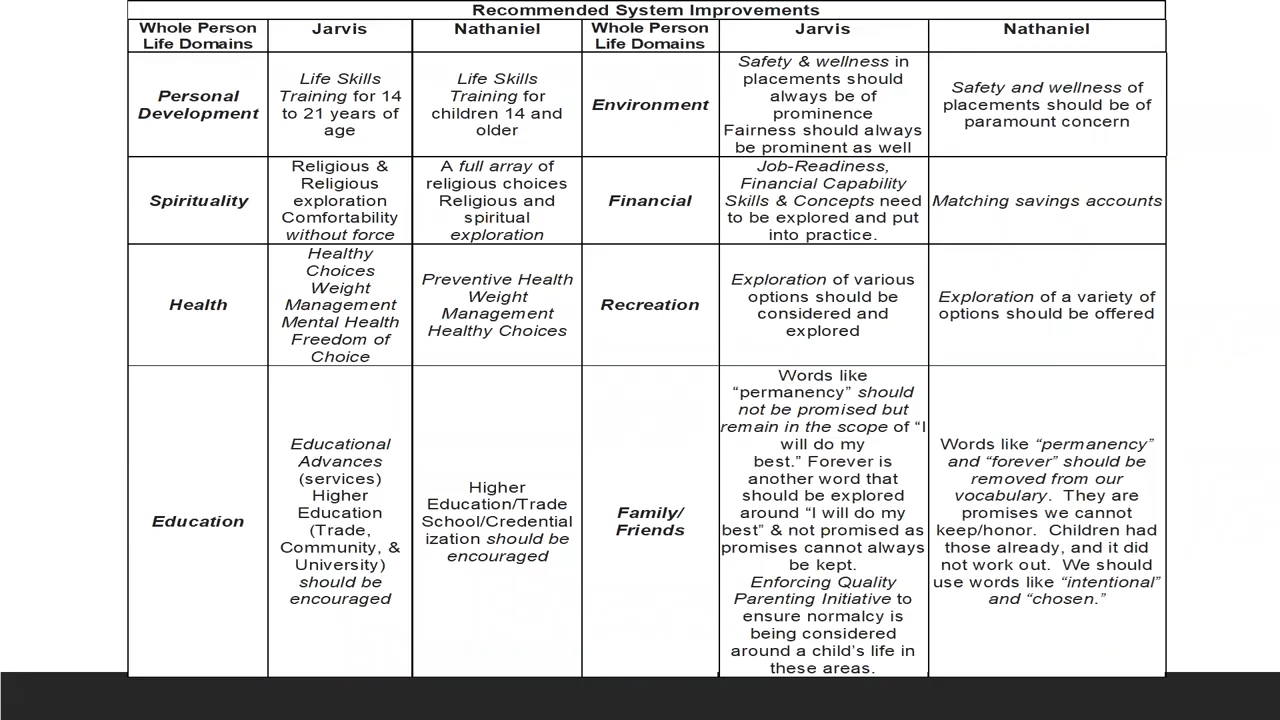 Recommended System Improvements
Whole Person
Life Domains
Jarvis
Nathaniel
Whole Person
Life Domains
Jarvis
Nathaniel
Personal
Development
Life Skills
Training for 14
to 21 years of
age
Life Skills
Training for
children 14 and
older
Environment
Safety & wellness in
placements should
always be of
prominence
Fairness should always
be prominent as well
Safety and wellness of
placements should be of
paramount concern
Spirituality
Religious &
Religious
exploration
Comfortability
without force
A full array of
religious choices
Religious and
spiritual
exploration
Financial
Job-Readiness,
Financial Capability
Skills & Concepts need
to be explored and put
into practice.
Matching savings accounts
Health
Healthy
Choices
Weight
Management
Mental Health
Freedom of
Choice
Preventive Health
Weight
Management
Healthy Choices
Recreation
Exploration of various
options should be
considered and
explored
Exploration of a variety of
options should be offered
Education
Educational
Advances
(services)
Higher
Education
(Trade,
Community, &
University)
should be
encouraged
Higher
Education/Trade
School/Credential
ization should be
encouraged
Family/
Friends
Words like
“permanency” should
not be promised but
remain in the scope of “I
will do my
best.” Forever is
another word that
should be explored
around “I will do my
best” & not promised as
promises cannot always
be kept.
Enforcing Quality
Parenting Initiative to
ensure normalcy is
being considered
around a child’s life in
these areas.
Words like “permanency”
and “forever” should be
removed from our
vocabulary. They are
promises we cannot
keep/honor. Children had
those already, and it did
not work out. We should
use words like “intentional”
and “chosen.”